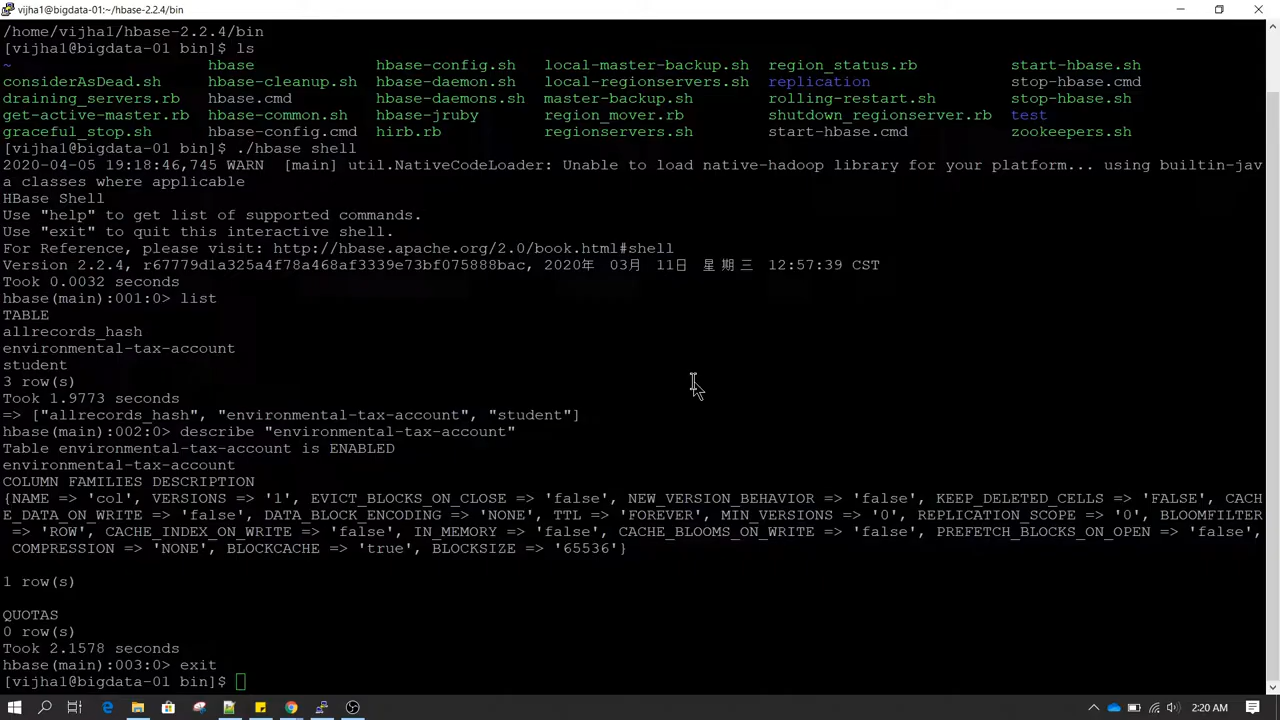 vijha1@bigdata-01:~/hbase-2.2.4/bin
/home/vijha1/hbase-2.2.4/bin
[vijha1@bigdata-01 bin]$ ls
~ hbase hbase-config.sh local-master-backup.sh region_status.rb start-hbase.sh
considerAsDead.sh hbase-cleanup.sh hbase-daemon.sh local-regionservers.sh replication stop-hbase.cmd
draining_servers.rb hbase.cmd hbase-daemons.sh master-backup.sh rolling-restart.sh stop-hbase.sh
get-active-master.rb hbase-common.sh hbase-jruby region_mover.rb shutdown_regionserver.rb test
graceful_stop.sh hbase-config.cmd hirb.rb regionservers.sh start-hbase.cmd zookeepers.sh
[vijha1@bigdata-01 bin]$ ./hbase shell
2020-04-05 19:18:46,745 WARN  [main] util.NativeCodeLoader: Unable to load native-hadoop library for your platform... using builtin-jav
a classes where applicable
HBase Shell
Use "help" to get list of supported commands.
Use "exit" to quit this interactive shell.
For Reference, please visit: http://hbase.apache.org/2.0/book.html#shell
Version 2.2.4, r67779d1a325a4f78a468af3339e73bf075888bac, 2020年 03月 11日 星期三 12:57:39 CST
Took 0.0032 seconds
hbase(main):001:0> list
TABLE
allrecords_hash
environmental-tax-account
student
3 row(s)
Took 1.9773 seconds
=> ["allrecords_hash", "environmental-tax-account", "student"]
hbase(main):002:0> describe "environmental-tax-account"
Table environmental-tax-account is ENABLED
environmental-tax-account
COLUMN FAMILIES DESCRIPTION
{NAME => 'col', VERSIONS => '1', EVICT_BLOCKS_ON_CLOSE => 'false', NEW_VERSION_BEHAVIOR => 'false', KEEP_DELETED_CELLS => 'FALSE', CACH
E_DATA_ON_WRITE => 'false', DATA_BLOCK_ENCODING => 'NONE', TTL => 'FOREVER', MIN_VERSIONS => '0', REPLICATION_SCOPE => '0', BLOOMFILTER
=> 'ROW', CACHE_INDEX_ON_WRITE => 'false', IN_MEMORY => 'false', CACHE_BLOOMS_ON_WRITE => 'false', PREFETCH_BLOCKS_ON_OPEN => 'false',
COMPRESSION => 'NONE', BLOCKCACHE => 'true', BLOCKSIZE => '65536'}
1 row(s)
QUOTAS
0 row(s)
Took 2.1578 seconds
hbase(main):003:0> exit
[vijha1@bigdata-01 bin]$
2:20 AM